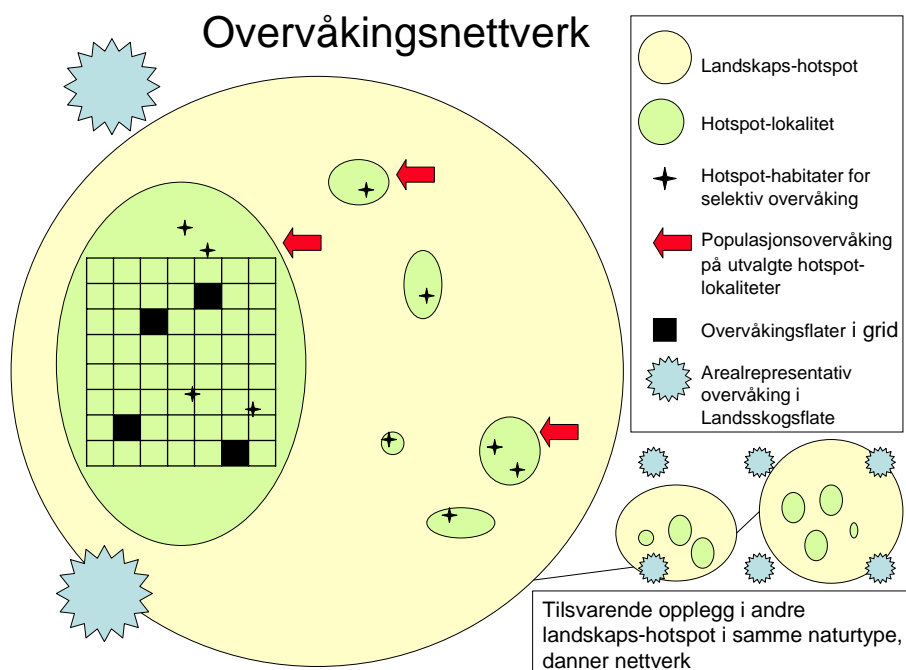 Overvåkingsnettverk
Landskaps-hotspot
Hotspot-lokalitet
Hotspot-habitater for
selektiv overvåking
Populasjonsovervåking
på utvalgte hotspot-
lokaliteter
Overvåkingsflater i grid
Arealrepresentativ
overvåking i
Landsskogsflate
Tilsvarende opplegg i andre
landskaps-hotspot i samme naturtype,
danner nettverk